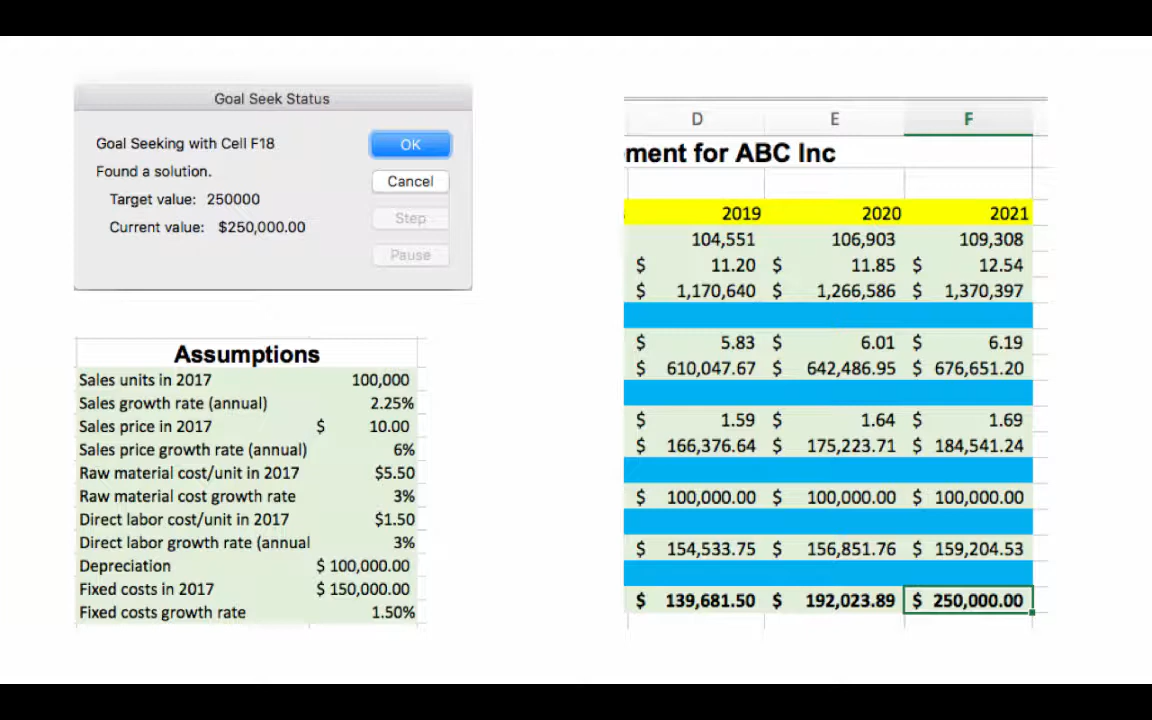 Goal Seek Status
Goal Seeking with Cell F18
OK
Found a solution.
Cancel
Target value: 250000
Step
Current value: $250,000.00
Pause
Assumptions
Sales units in 2017 100,000
Sales growth rate (annual) 2.25%
Sales price in 2017 $ 10.00
Sales price growth rate (annual) 6%
Raw material cost/unit in 2017 $5.50
Raw material cost growth rate 3%
Direct labor cost/unit in 2017 $1.50
Direct labor growth rate (annual 3%
Depreciation $ 100,000.00
Fixed costs in 2017 $ 150,000.00
Fixed costs growth rate 1.50%
D E F
ment for ABC Inc
2019 2020 2021
104,551 106,903 109,308
$ 11.20 $ 11.85 $ 12.54
$ 1,170,640 $ 1,266,586 $ 1,370,397
$ 5.83 $ 6.01 $ 6.19
$ 610,047.67 $ 642,486.95 $ 676,651.20
$ 1.59 $ 1.64 $ 1.69
$ 166,376.64 $ 175,223.71 $ 184,541.24
$ 100,000.00 $ 100,000.00 $ 100,000.00
$ 154,533.75 $ 156,851.76 $ 159,204.53
$ 139,681.50 $ 192,023.89 $ 250,000.00